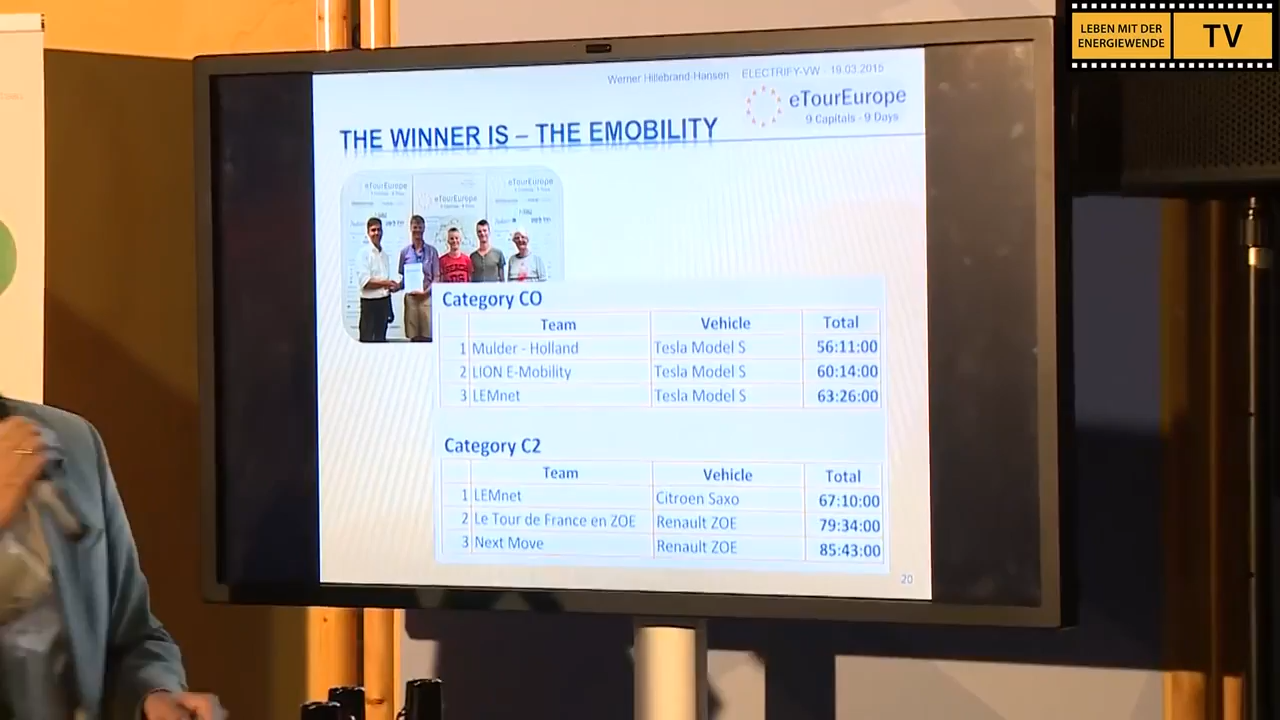 LEBEN MIT DER
ENERGIEWENDE
TV
Werner Hillebrand-Hansen ELECTRIFY-VW - 19.03.2015
eTourEurope
9 Capitals - 9 Days
THE WINNER IS – THE EMOBILITY
eTourEurope
eTourEurope
eTourEurope
Category C0
Team Vehicle Total
1 Mulder - Holland Tesla Model S 56:11:00
2 LION E-Mobility Tesla Model S 60:14:00
3 LEMnet Tesla Model S 63:26:00
Category C2
Team Vehicle Total
1 LEMnet Citroen Saxo 67:10:00
2 Le Tour de France en ZOE Renault ZOE 79:34:00
3 Next Move Renault ZOE 85:43:00
20